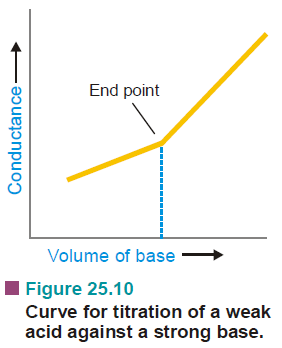 End point
Conductance
Volume of base
Figure 25.10
Curve for titration of a weak
acid against a strong base.